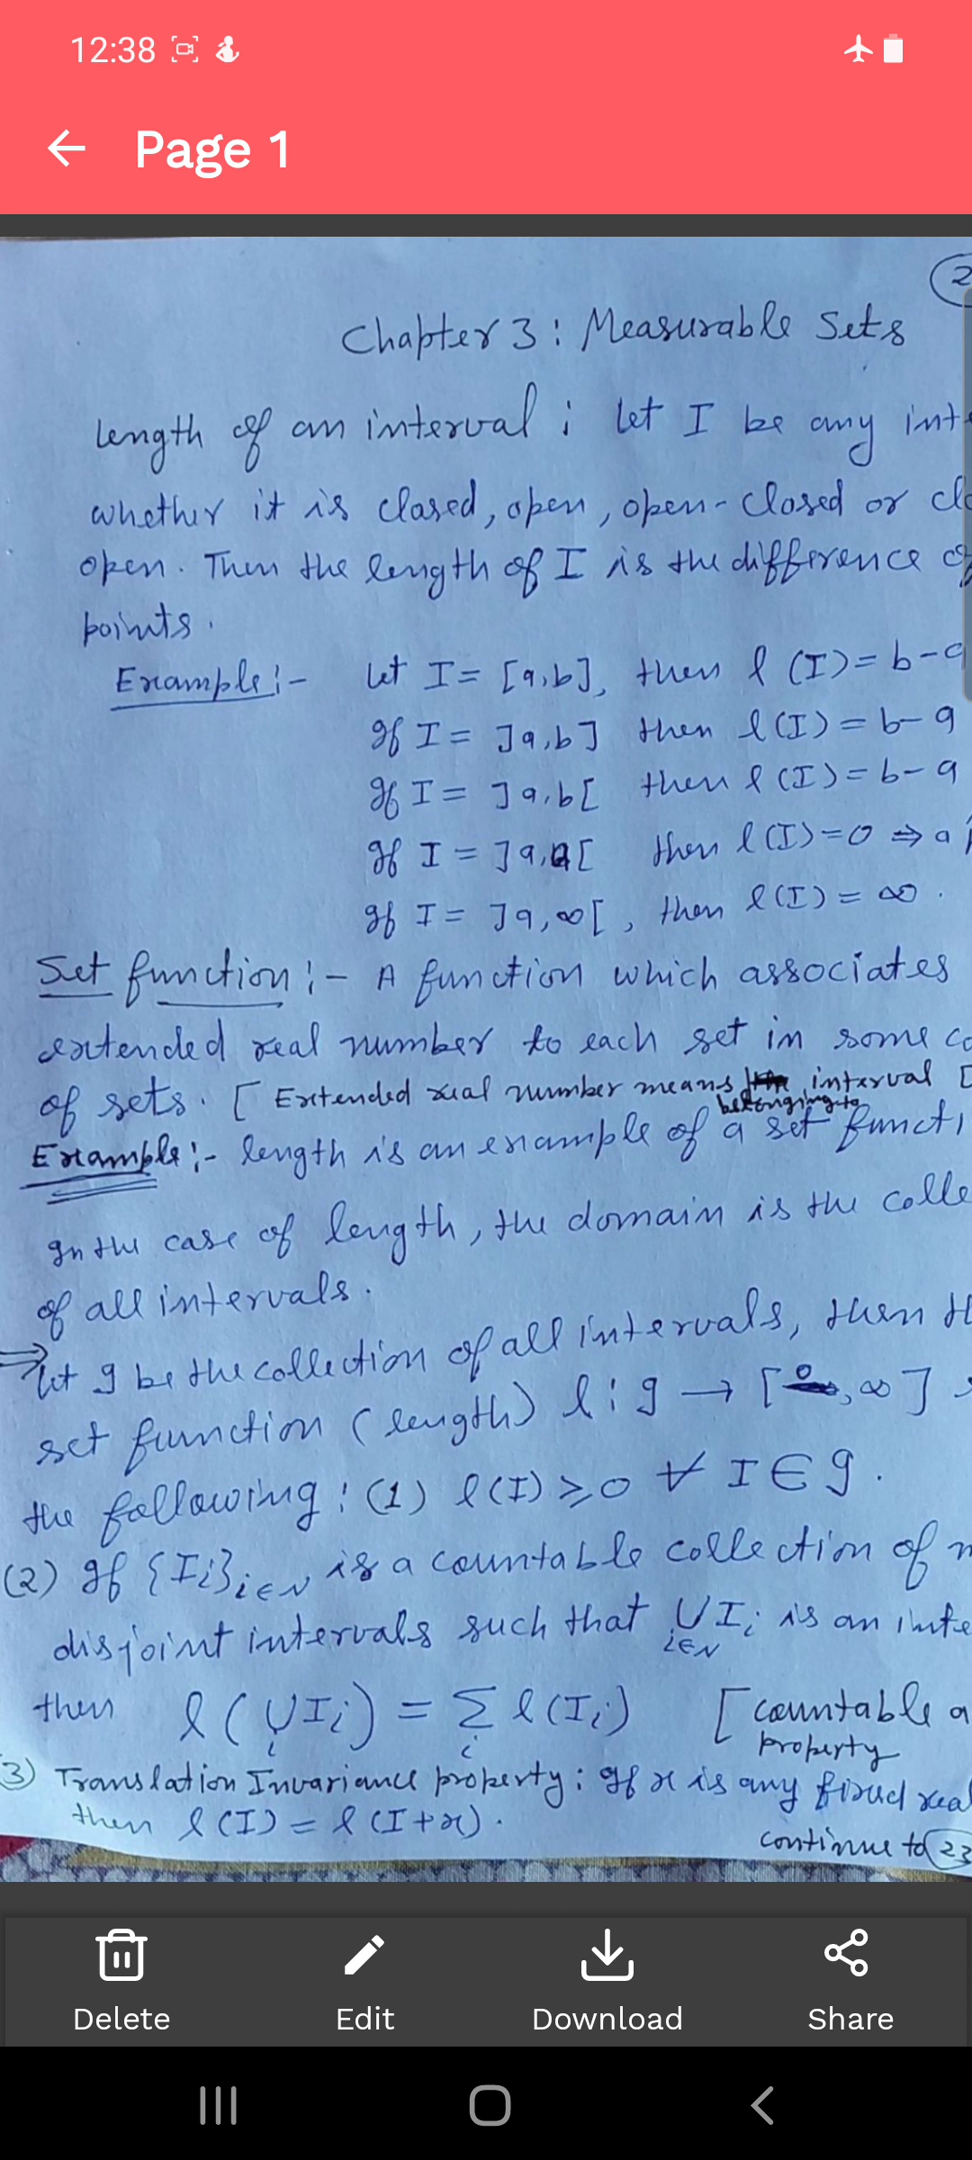 12:38
Page 1
2
Chapter 3 : Measurable Sets
length of an interval : let I be any int
whether it is closed, open, open-closed or clo
open. Then the length of I is the difference of
points.
Example :- let I = [a,b], then l (I) = b-a
If I = ]a,b] then l (I) = b-a
If I = ]a,b[ then l (I) = b-a
If I = ]a,a[ then l (I) = 0 ⇒ a
If I = ]a,∞[ , then l (I) = ∞ .
Set function :- A function which associates
extended real number to each set in some co
of sets. [ Extended real number means belonging to interval [
Example :- length is an example of a set functi
In the case of length, the domain is the colle
of all intervals.
⇒ let g be the collection of all intervals, then th
set function (length) l : g → [0, ∞] s
the following : (1) l (I) ≥ 0 ∀ I ∈ g .
(2) If {Ii}i∈N is a countable collection of m
disjoint intervals such that ∪ Ii i∈N is an inte
then l ( ∪ Ii ) = Σ l (Ii) [ countable a
property
3) Translation Invariance property : If x is any fixed real
then l (I) = l (I+x) .
continue to 23
Delete
Edit
Download
Share